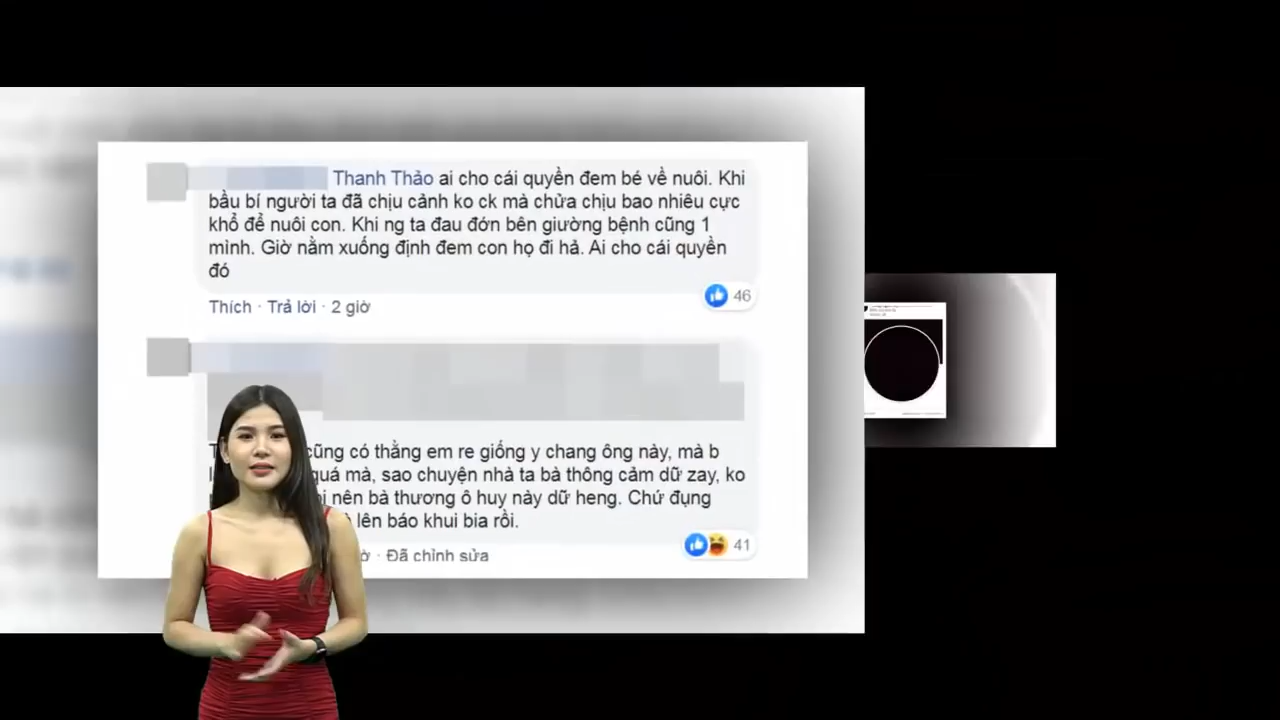 Thanh Thảo ai cho cái quyền đem bé về nuôi. Khi
bầu bí người ta đã chịu cảnh ko ck mà chửa chịu bao nhiêu cực
khổ để nuôi con. Khi ng ta đau đớn bên giường bệnh cũng 1
mình. Giờ nằm xuống định đem con họ đi hả. Ai cho cái quyền
đó
Thích · Trả lời · 2 giờ
46
cũng có thằng em re giống y chang ông này, mà b
quá mà, sao chuyện nhà ta bà thông cảm dữ zay, ko
nên bà thương ô huy này dữ heng. Chứ đụng
lên báo khui bia rồi.
· Đã chỉnh sửa
41